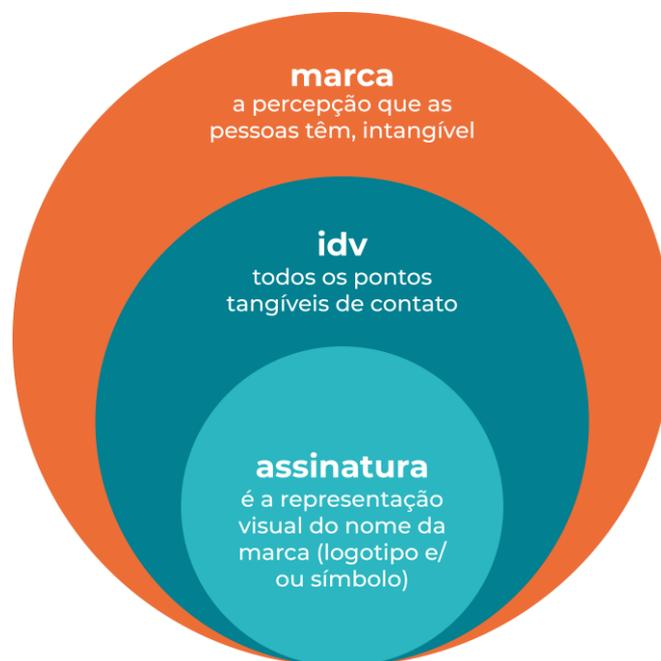 marca
a percepção que as
pessoas têm, intangível
idv
todos os pontos
tangíveis de contato
assinatura
é a representação
visual do nome da
marca (logotipo e/
ou símbolo)